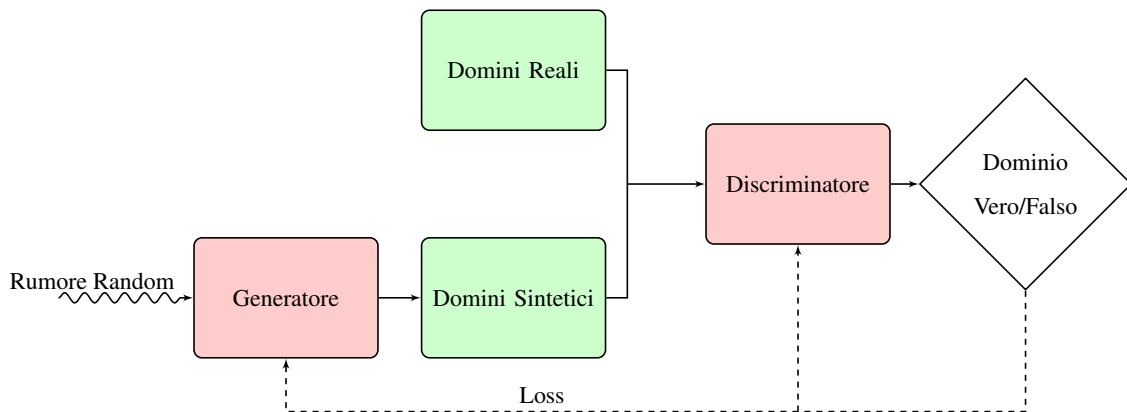 Domini Reali
Discriminatore
Dominio
Vero/Falso
Rumore Random
Generatore
Domini Sintetici
Loss